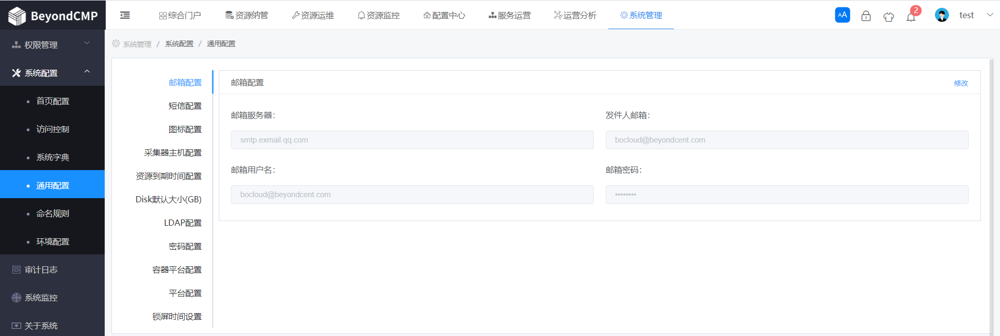 BeyondCMP
综合门户
资源纳管
资源运维
资源监控
配置中心
服务运营
运营分析
系统管理
AA
2
test
权限管理
系统配置
首页配置
访问控制
系统字典
通用配置
命名规则
环境配置
审计日志
系统监控
关于系统
系统管理 / 系统配置 / 通用配置
邮箱配置
短信配置
图标配置
采集器主机配置
资源到期时间配置
Disk默认大小(GB)
LDAP配置
密码配置
容器平台配置
平台配置
锁屏时间设置
邮箱配置
修改
邮箱服务器:
smtp.exmail.qq.com
发件人邮箱:
bocloud@beyondcent.com
邮箱用户名:
bocloud@beyondcent.com
邮箱密码:
••••••••